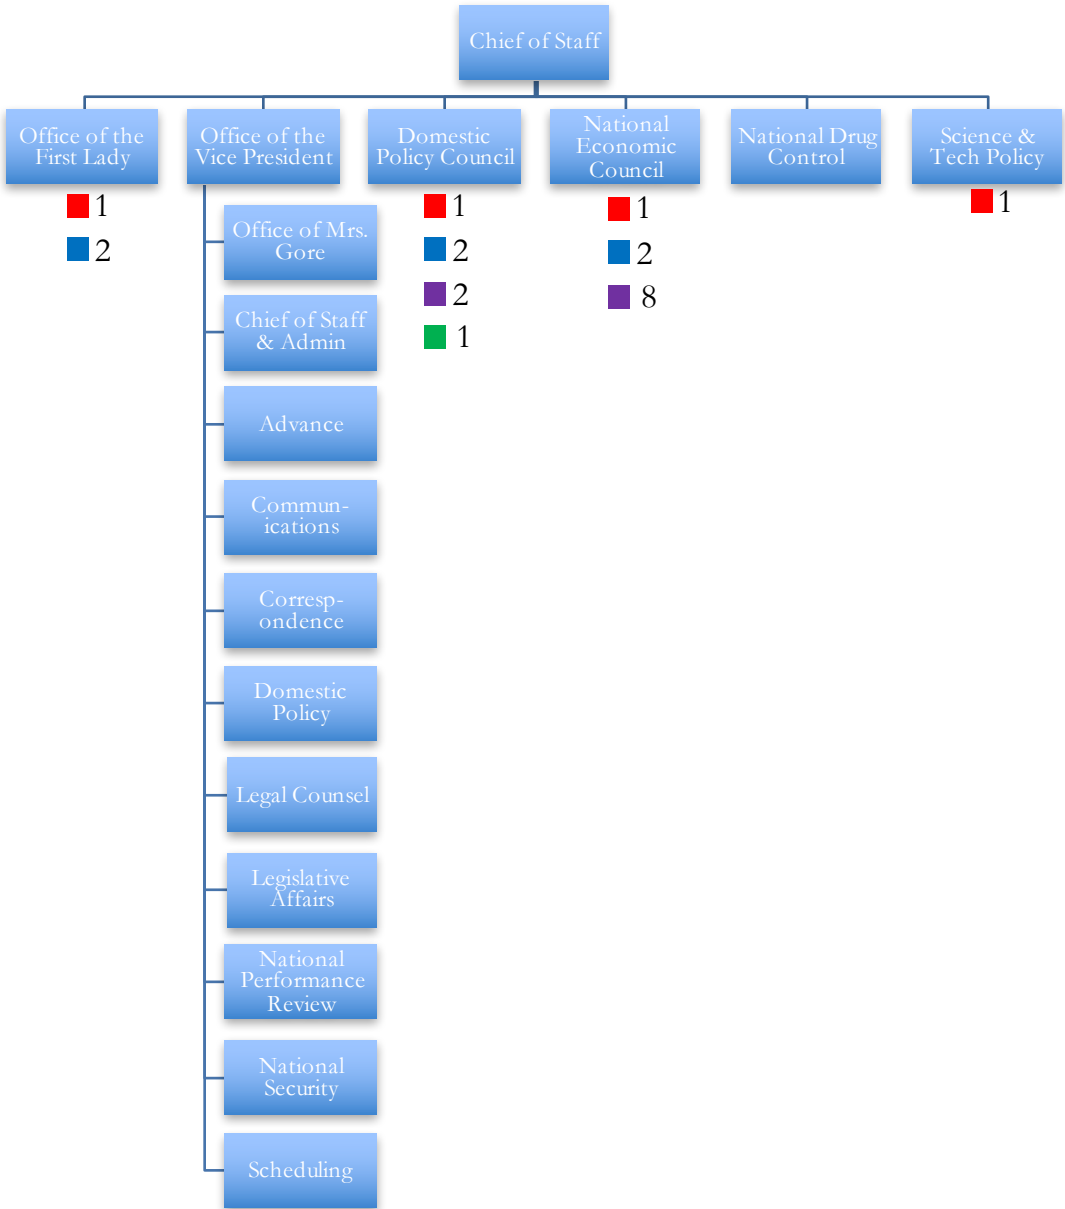 Chief of Staff
Office of the
First Lady
Office of the
Vice President
Domestic
Policy Council
National
Economic
Council
National Drug
Control
Science &
Tech Policy
1
2
1
2
2
1
1
2
8
1
Office of Mrs.
Gore
Chief of Staff
& Admin
Advance
Commun-
ications
Corresp-
ondence
Domestic
Policy
Legal Counsel
Legislative
Affairs
National
Performance
Review
National
Security
Scheduling